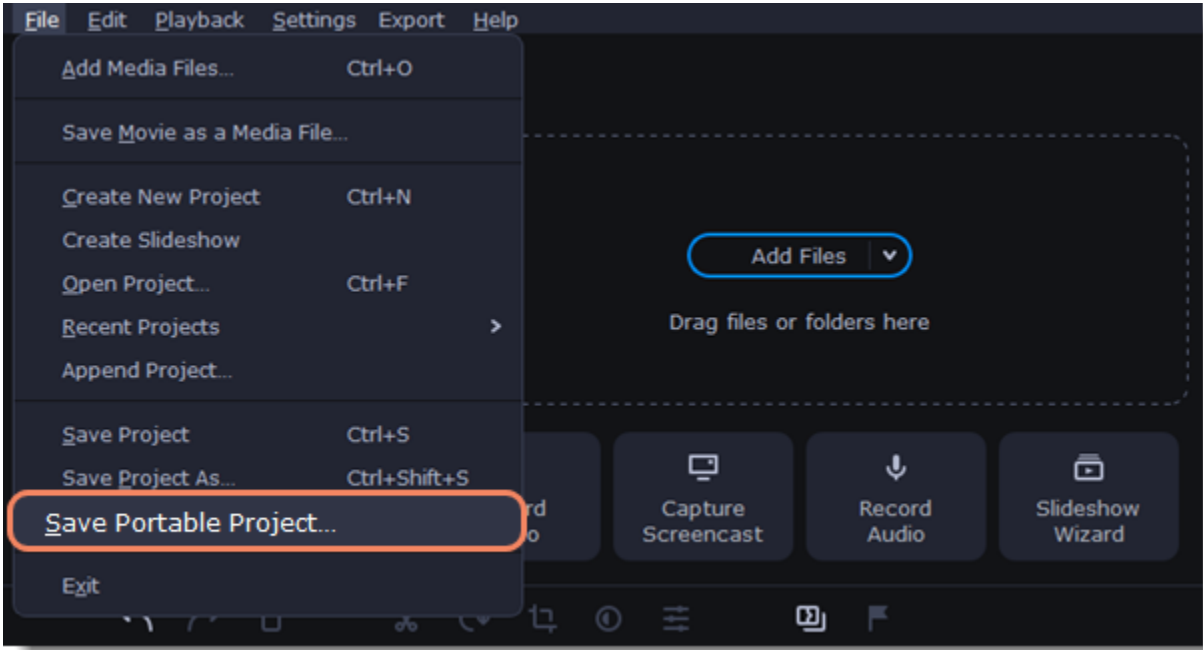 File Edit Playback Settings Export Help
Add Media Files... Ctrl+O
Save Movie as a Media File...
Create New Project Ctrl+N
Create Slideshow
Open Project... Ctrl+F
Recent Projects
Append Project...
Save Project Ctrl+S
Save Project As... Ctrl+Shift+S
Save Portable Project...
Exit
Add Files
Drag files or folders here
Capture
Screencast
Record
Audio
Slideshow
Wizard